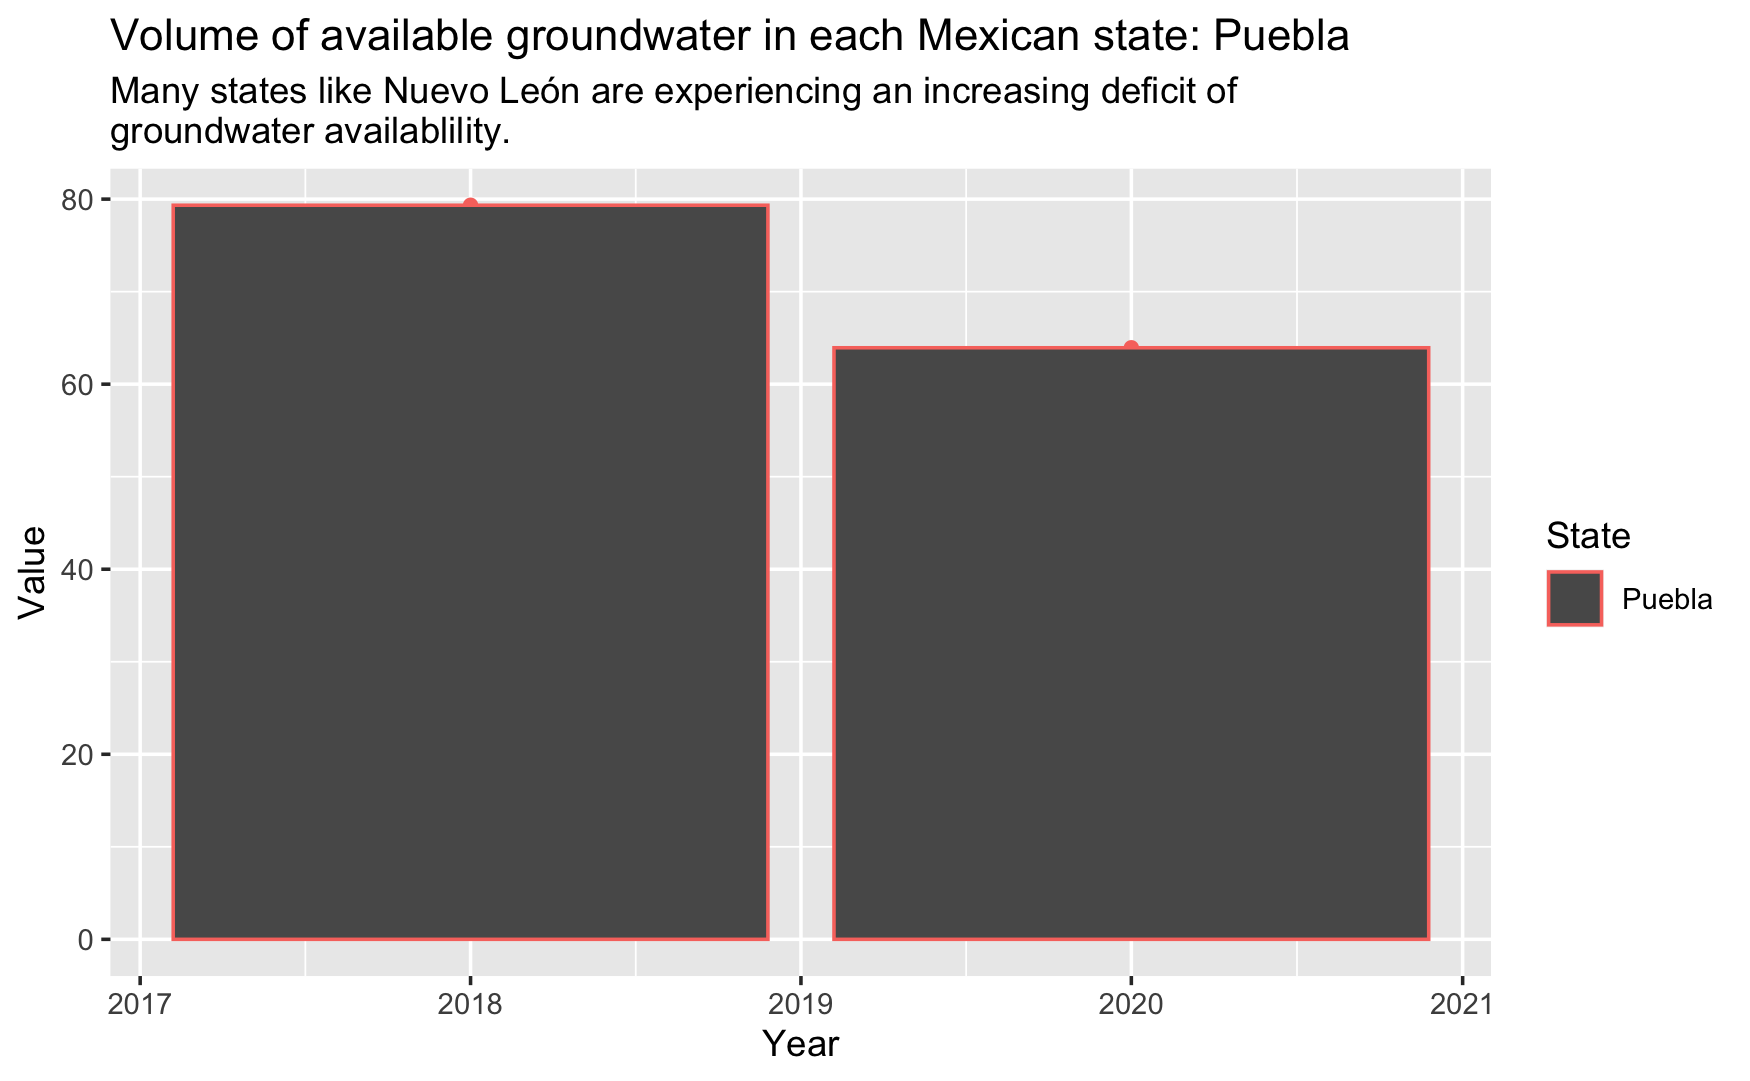 Volume of available groundwater in each Mexican state: Puebla
Many states like Nuevo León are experiencing an increasing deficit of
groundwater availablility.
80
60
40
20
0
Value
2017
2018
2019
2020
2021
Year
State
Puebla